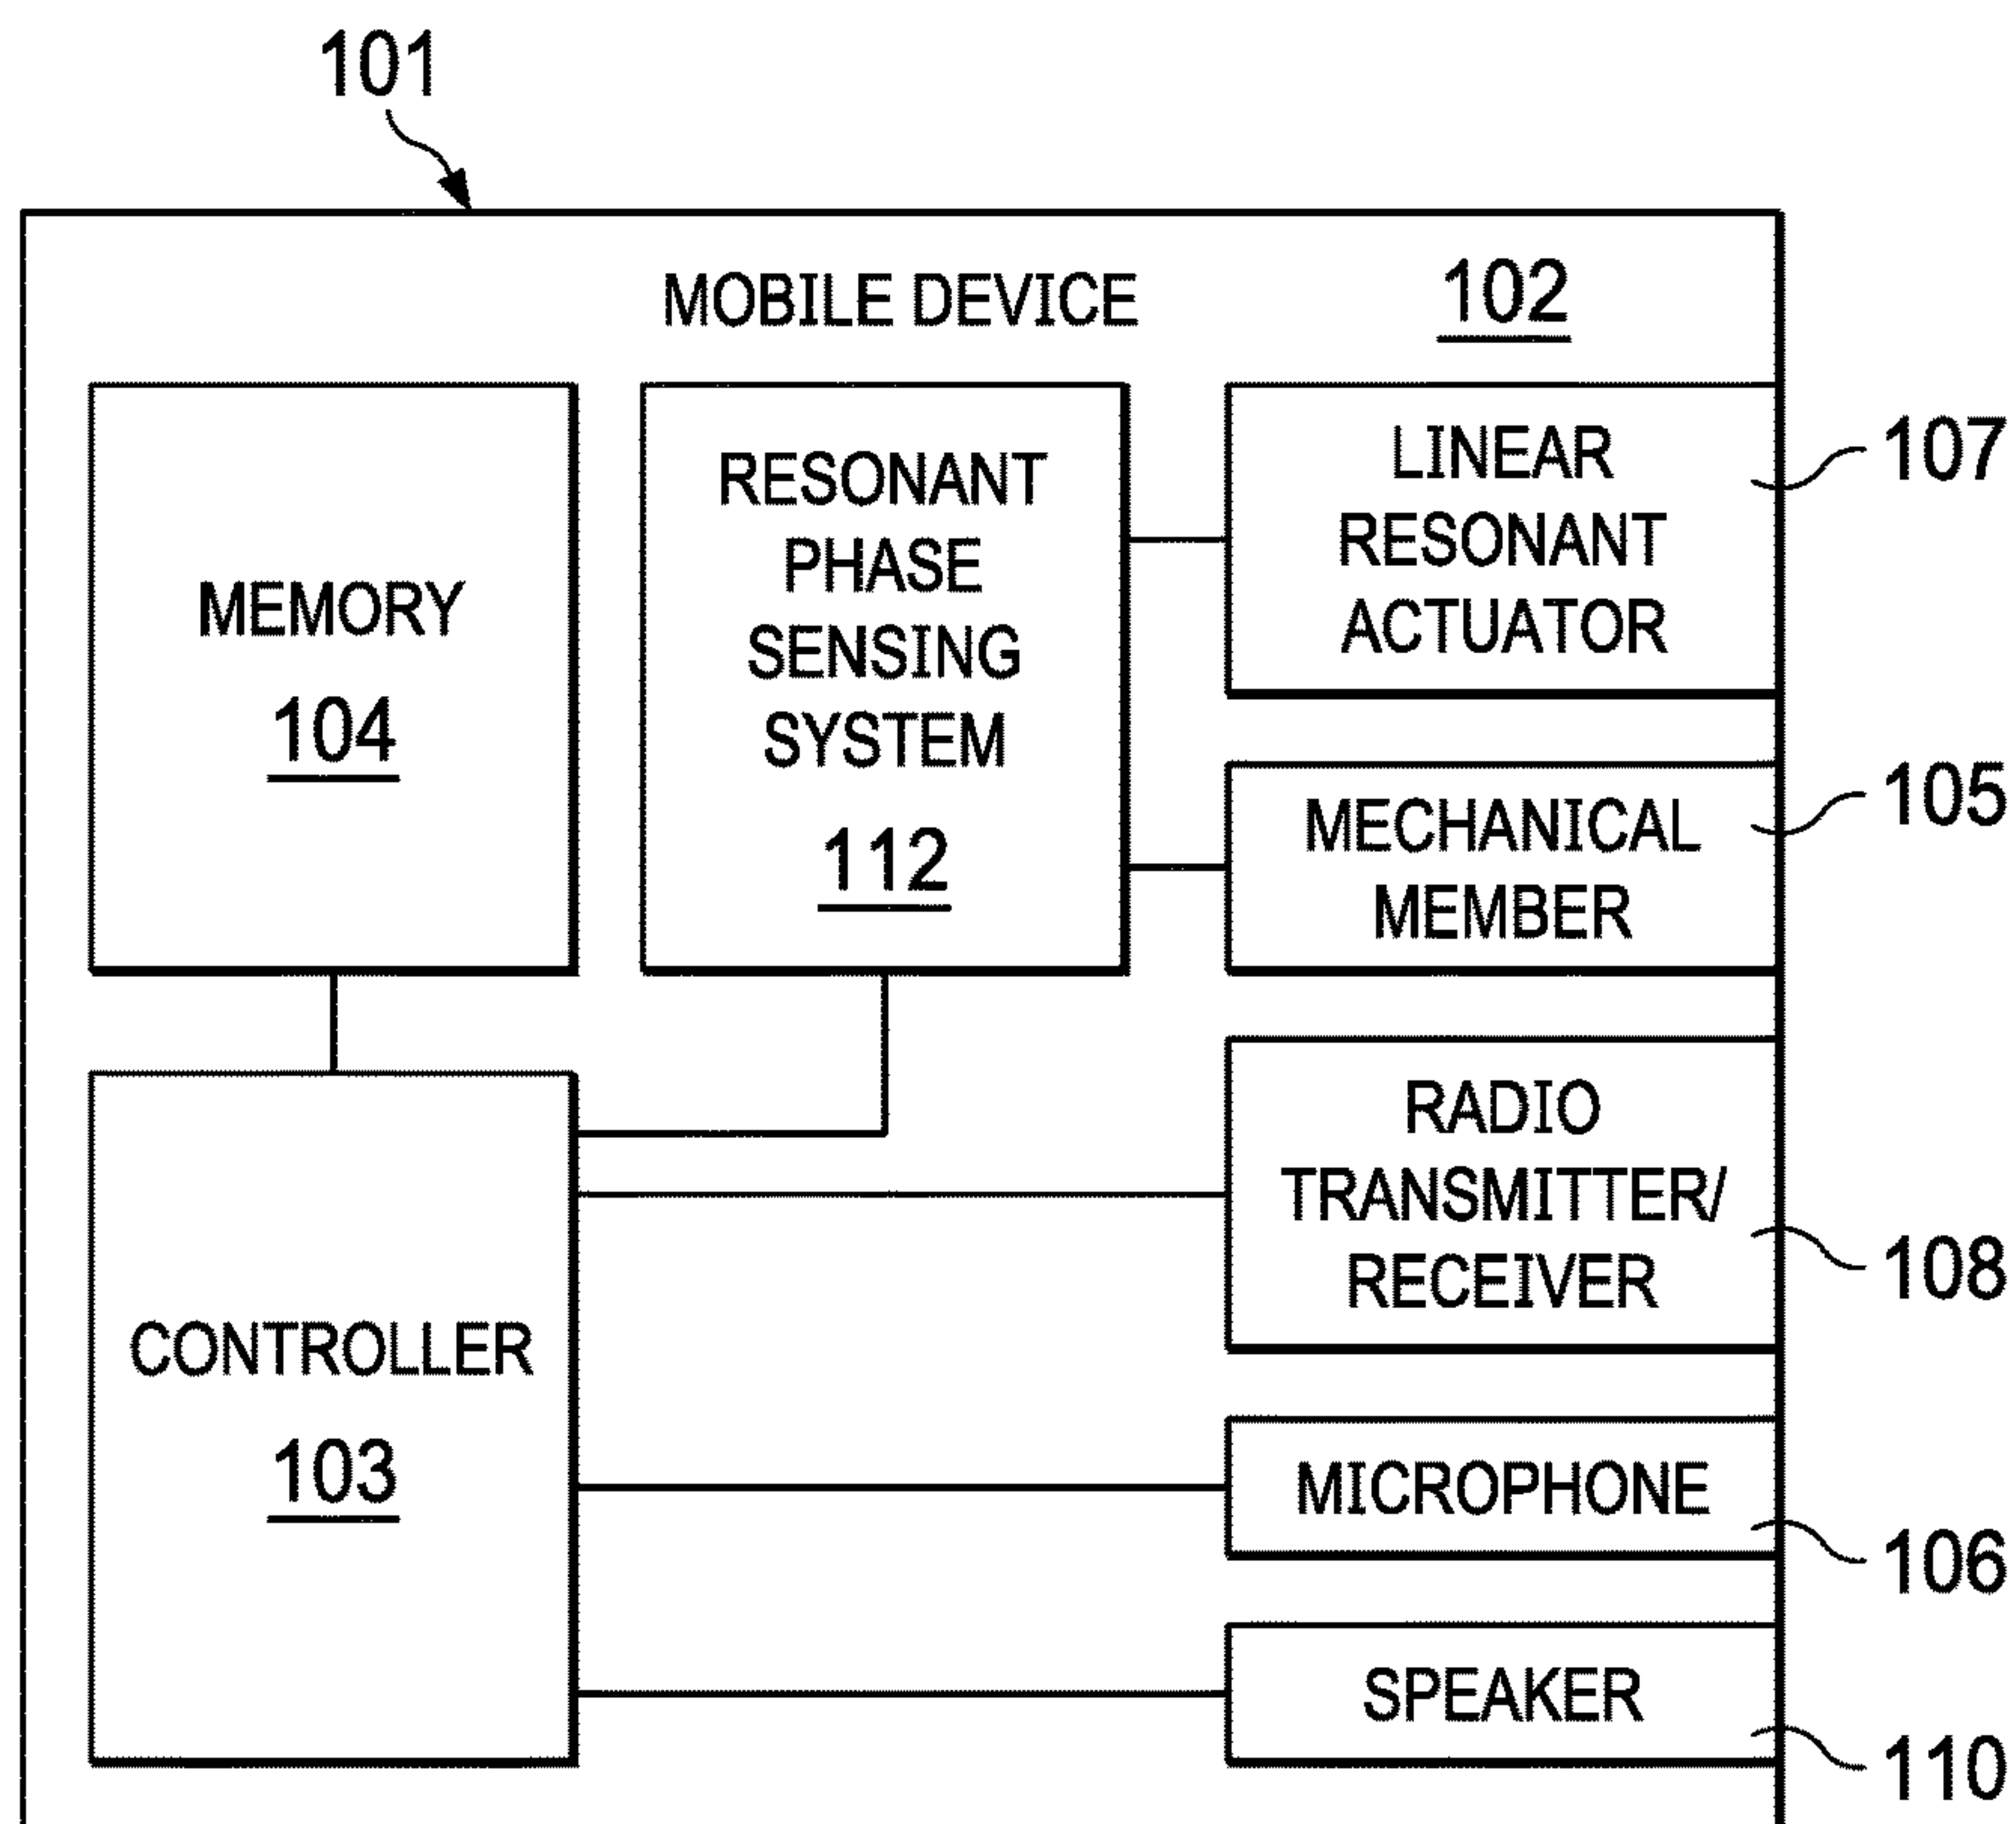 101
MOBILE DEVICE
102
MEMORY
104
RESONANT
PHASE
SENSING
SYSTEM
112
LINEAR
RESONANT
ACTUATOR
107
MECHANICAL
MEMBER
105
CONTROLLER
103
RADIO
TRANSMITTER/
RECEIVER
108
MICROPHONE
106
SPEAKER
110